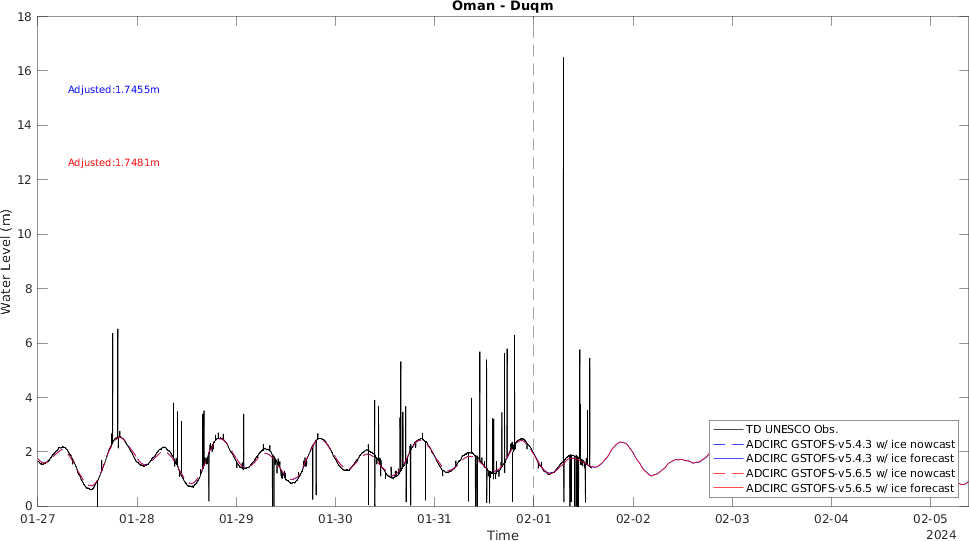 Oman - Duqm
18
16
14
12
10
8
6
4
2
0
Water Level (m)
Adjusted:1.7455m
Adjusted:1.7481m
TD UNESCO Obs.
ADCIRC GSTOFS-v5.4.3 w/ ice nowcast
ADCIRC GSTOFS-v5.4.3 w/ ice forecast
ADCIRC GSTOFS-v5.6.5 w/ ice nowcast
ADCIRC GSTOFS-v5.6.5 w/ ice forecast
01-27 01-28 01-29 01-30 01-31 02-01 02-02 02-03 02-04 02-05
Time
2024